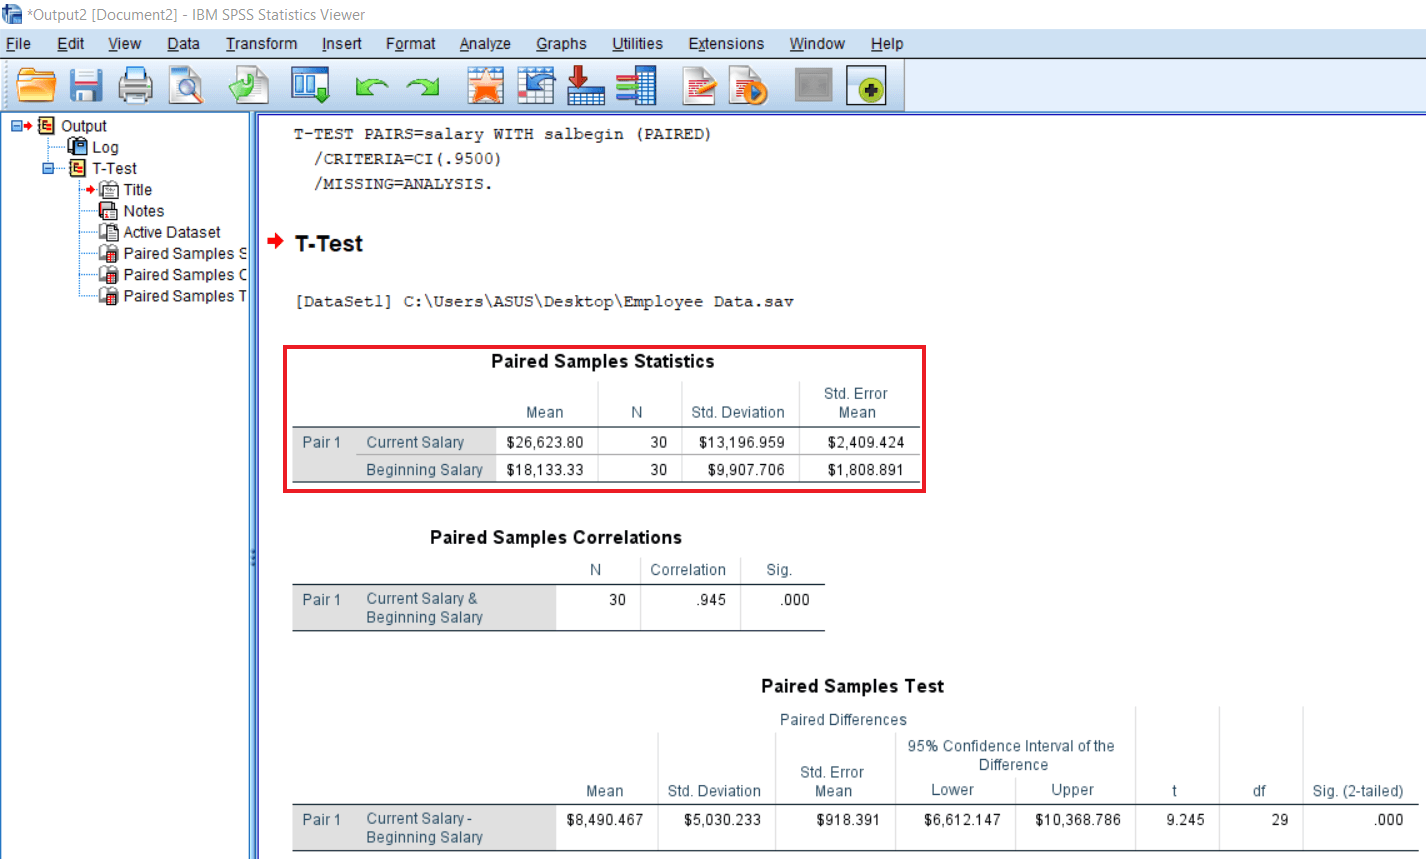 *Output2 [Document2] - IBM SPSS Statistics Viewer
File Edit View Data Transform Insert Format Analyze Graphs Utilities Extensions Window Help
Output
Log
T-Test
Title
Notes
Active Dataset
Paired Samples S
Paired Samples C
Paired Samples T
T-TEST PAIRS=salary WITH salbegin (PAIRED)
/CRITERIA=CI(.9500)
/MISSING=ANALYSIS.
T-Test
[DataSet1] C:\Users\ASUS\Desktop\Employee Data.sav
Paired Samples Statistics
Mean N Std. Deviation Std. Error Mean
Pair 1 Current Salary $26,623.80 30 $13,196.959 $2,409.424
Beginning Salary $18,133.33 30 $9,907.706 $1,808.891
Paired Samples Correlations
N Correlation Sig.
Pair 1 Current Salary & 30 .945 .000
Beginning Salary
Paired Samples Test
Paired Differences
95% Confidence Interval of the
Difference
Mean Std. Deviation Std. Error Mean Lower Upper t df Sig. (2-tailed)
Pair 1 Current Salary - $8,490.467 $5,030.233 $918.391 $6,612.147 $10,368.786 9.245 29 .000
Beginning Salary